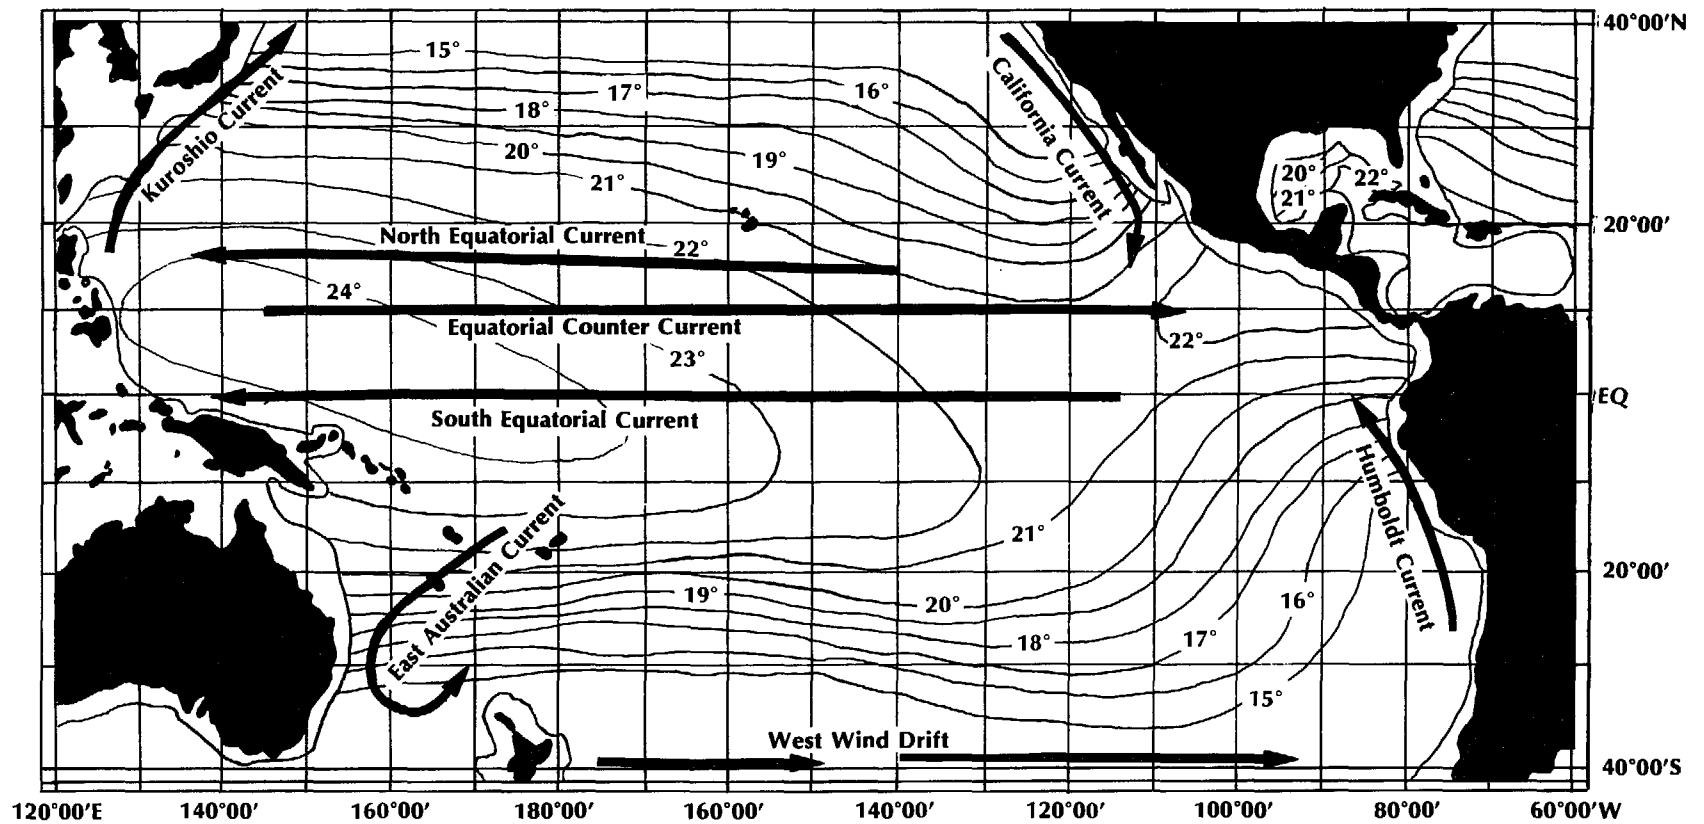 40°00'N
15°
17°
16°
18°
20°
19°
21°
20°
22°
21°
Kuroshio Current
California Current
20°00'
North Equatorial Current
22°
24°
Equatorial Counter Current
22°
23°
EQ
South Equatorial Current
Humboldt Current
East Australian Current
21°
20°00'
19°
20°
16°
18°
17°
15°
West Wind Drift
40°00'S
120°00'E
140°00'
160°00'
180°00'
160°00'
140°00'
120°00'
100°00'
80°00'
60°00'W